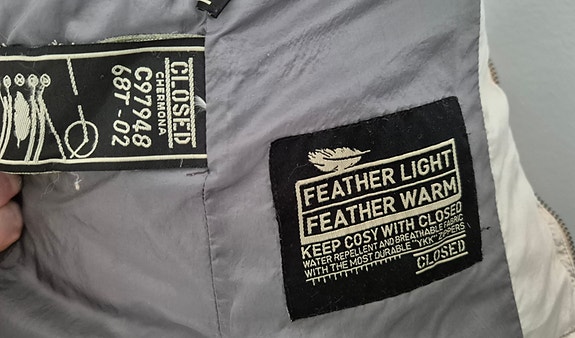 CLOSED
CHERMONA
C97948
68T-02
FEATHER LIGHT
FEATHER WARM
KEEP COSY WITH CLOSED
WATER REPELLENT AND BREATHABLE FABRIC
WITH THE MOST DURABLE "YKK" ZIPPERS
CLOSED